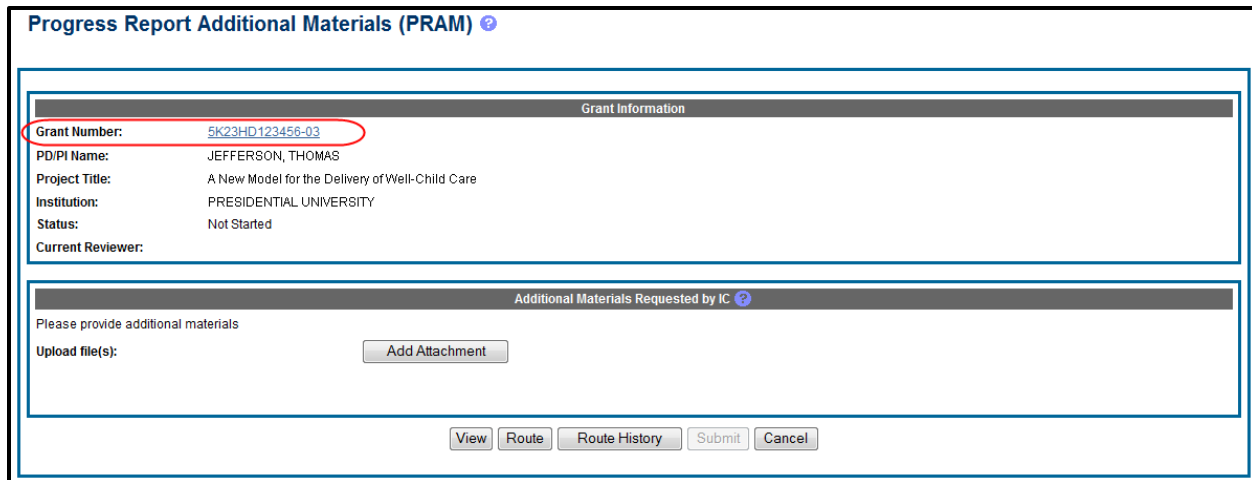 Progress Report Additional Materials (PRAM) ?
Grant Information
Grant Number: 5K23HD123456-03
PD/PI Name: JEFFERSON, THOMAS
Project Title: A New Model for the Delivery of Well-Child Care
Institution: PRESIDENTIAL UNIVERSITY
Status: Not Started
Current Reviewer:
Additional Materials Requested by IC ?
Please provide additional materials
Upload file(s): Add Attachment
View Route Route History Submit Cancel